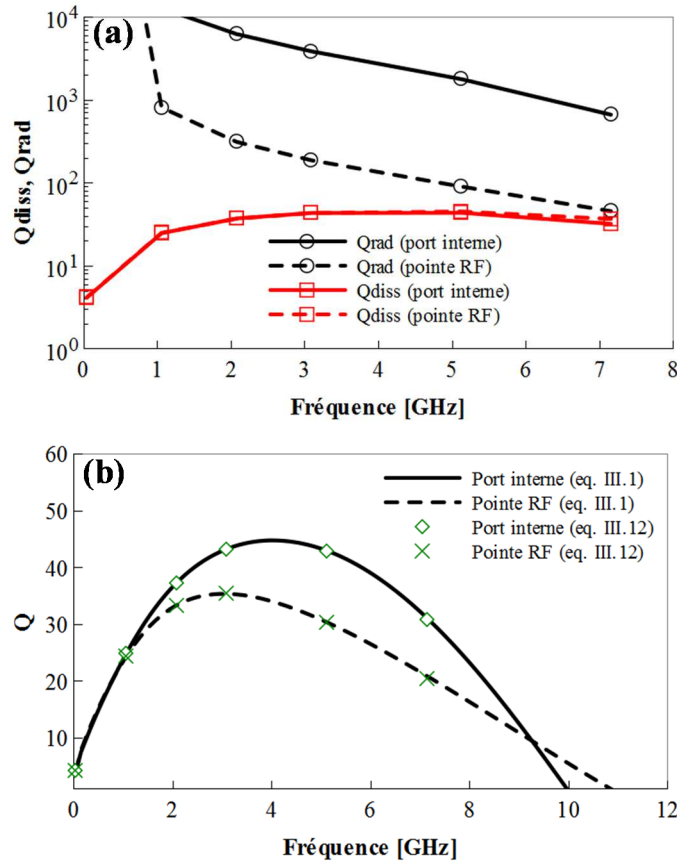 (a)
10^4
10^3
10^2
10^1
10^0
Qdiss, Qrad
Qrad (port interne)
Qrad (pointe RF)
Qdiss (port interne)
Qdiss (pointe RF)
0 1 2 3 4 5 6 7 8
Fréquence [GHz]
(b)
60
50
40
30
20
10
Q
Port interne (eq. III.1)
Pointe RF (eq. III.1)
Port interne (eq. III.12)
Pointe RF (eq. III.12)
0 2 4 6 8 10 12
Fréquence [GHz]